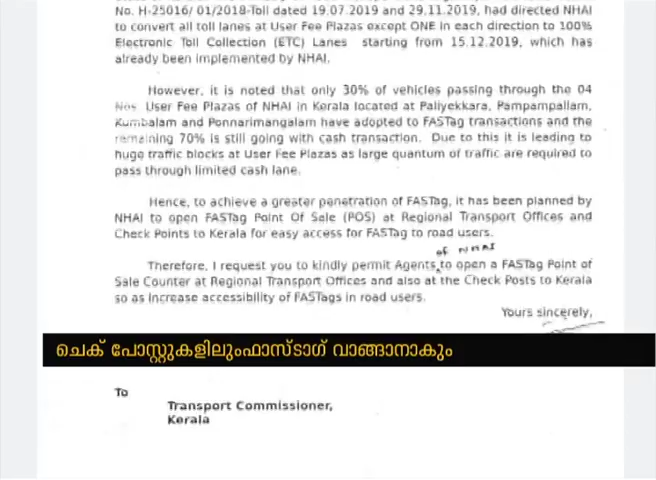 No. H-25016/ 01/2018-Toll dated 19.07.2019 and 29.11.2019, had directed NHAI
to convert all toll lanes at User Fee Plazas except ONE in each direction to 100%
Electronic Toll Collection (ETC) Lanes starting from 15.12.2019, which has
already been implemented by NHAI.
However, it is noted that only 30% of vehicles passing through the 04
Nos. User Fee Plazas of NHAI in Kerala located at Paliyekkara, Pampampallam,
Kumbalam and Ponnarimangalam have adopted to FASTag transactions and the
remaining 70% is still going with cash transaction. Due to this it is leading to
huge traffic blocks at User Fee Plazas as large quantum of traffic are required to
pass through limited cash lane.
Hence, to achieve a greater penetration of FASTag, it has been planned by
NHAI to open FASTag Point Of Sale (POS) at Regional Transport Offices and
Check Points to Kerala for easy access for FASTag to road users.
of NHAI
Therefore, I request you to kindly permit Agents to open a FASTag Point of
Sale Counter at Regional Transport Offices and also at the Check Posts to Kerala
so as increase accessibility of FASTags in road users.
Yours sincerely,
ചെക് പോസ്റ്റുകളിലുംഫാസ്ടാഗ് വാങ്ങാനാകും
To
Transport Commissioner,
Kerala